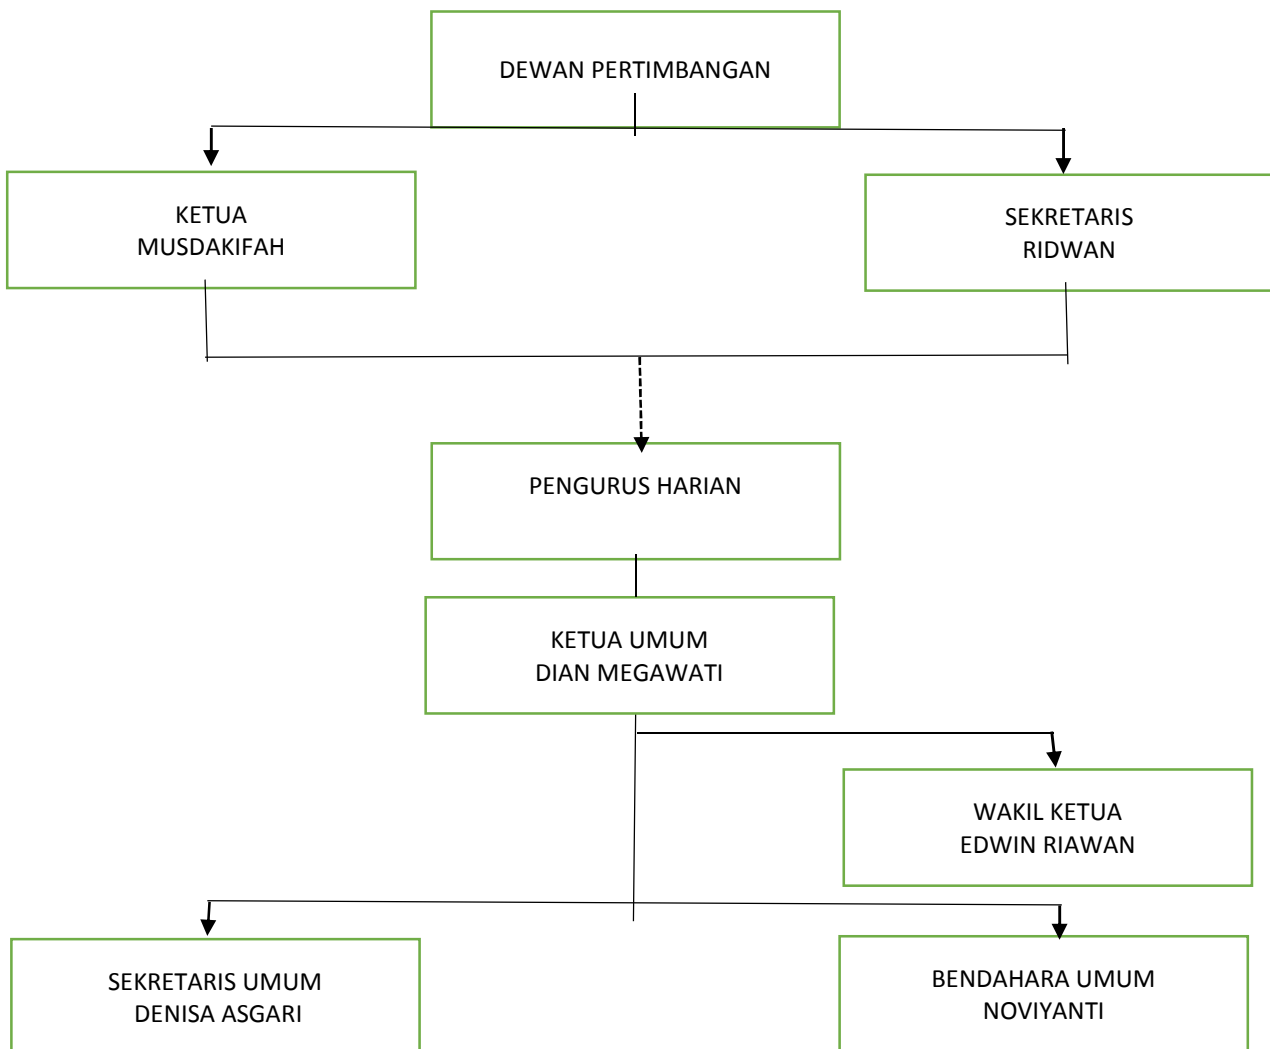 DEWAN PERTIMBANGAN
KETUA
MUSDAKIFAH
SEKRETARIS
RIDWAN
PENGURUS HARIAN
KETUA UMUM
DIAN MEGAWATI
WAKIL KETUA
EDWIN RIAWAN
SEKRETARIS UMUM
DENISA ASGARI
BENDAHARA UMUM
NOVIYANTI